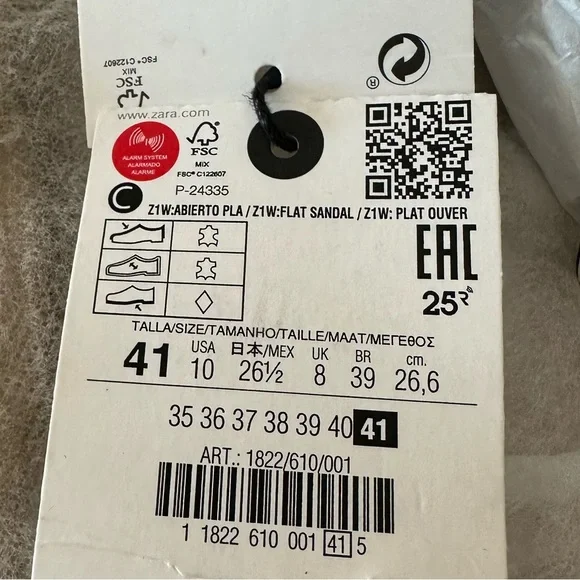 FSC® C122607
MIX
FSC
®
www.zara.com
ALARM SYSTEM
ALARMADO
ALARME
FSC
MIX
FSC® C122607
P-24335
C
Z1W:ABIERTO PLA / Z1W:FLAT SANDAL / Z1W: PLAT OUVER
EAC
25R
TALLA/SIZE/TAMANHO/TAILLE/MAAT/ΜΕΓΕΘΟΣ
41 USA 日本/MEX UK BR cm.
10 26½ 8 39 26,6
35 36 37 38 39 40 41
ART.: 1822/610/001
1 1822 610 001 41 5